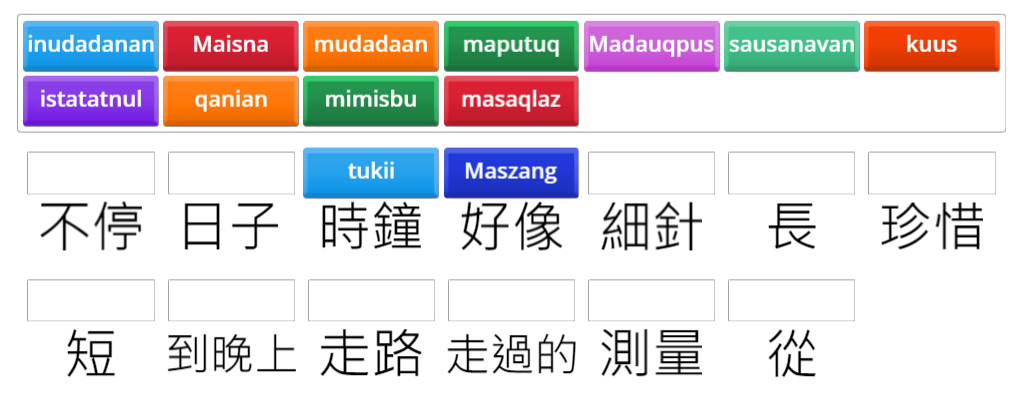 inudadanan Maisna mudadaan maputuq Madauqpus sausanavan kuus
istatatnul qanian mimisbu masaqlaz
tukii Maszang
不停 日子 時鐘 好像 細針 長 珍惜
短 到晚上 走路 走過的 測量 從